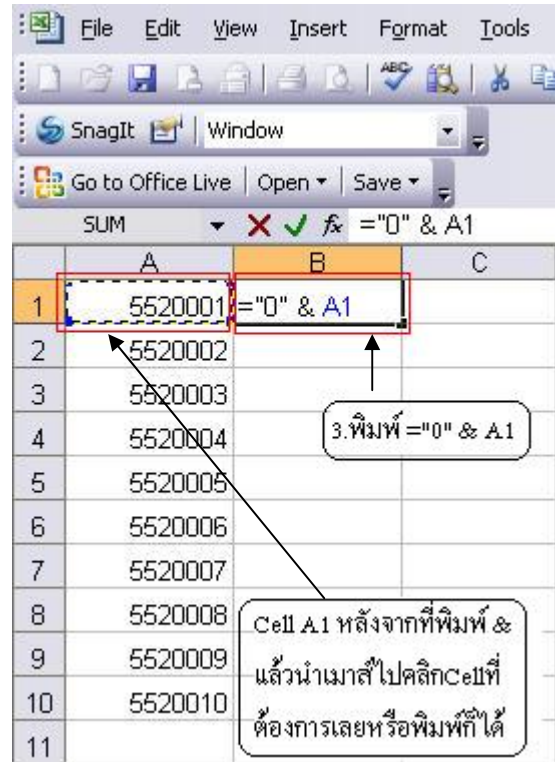 File Edit View Insert Format Tools
ABC
SnagIt Window
Go to Office Live Open Save
SUM fx ="0" & A1
A B C
1 5520001 ="0" & A1
2 5520002
3 5520003
4 5520004
3.พิมพ์ ="0" & A1
5 5520005
6 5520006
7 5520007
8 5520008
9 5520009
10 5520010
11
Cell A1 หลังจากที่พิมพ์ &
แล้วนำเมาส์ไปคลิกCellที่
ต้องการเลยหรือพิมพ์ก็ได้